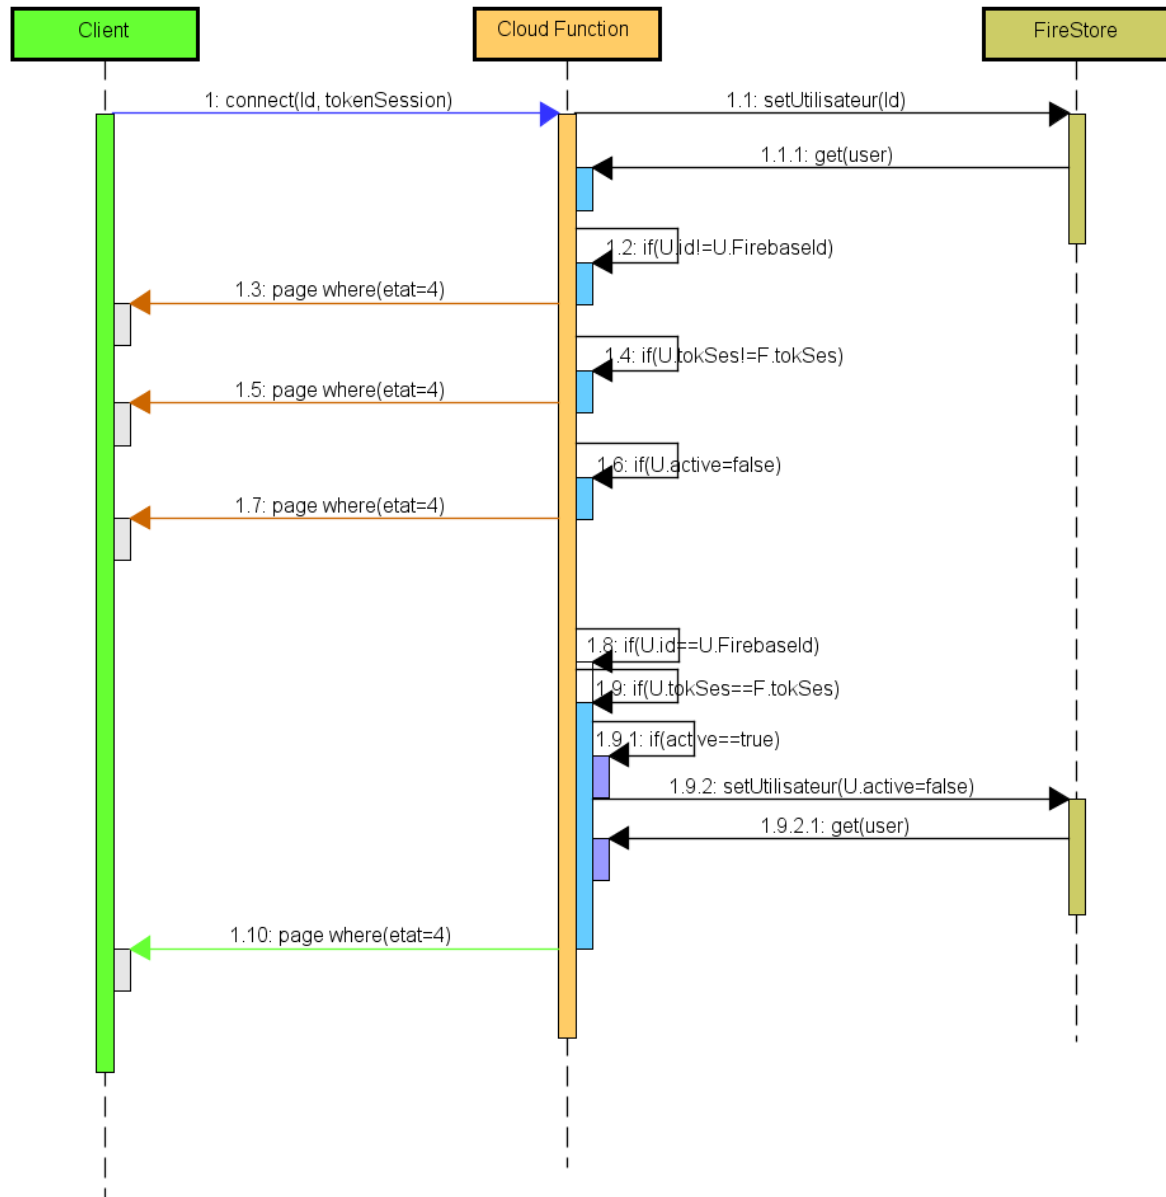 Client
Cloud Function
FireStore
1: connect(Id, tokenSession)
1.1: setUtilisateur(Id)
1.1.1: get(user)
1.2: if(U.id!=U.FirebaseId)
1.3: page where(etat=4)
1.4: if(U.tokSes!=F.tokSes)
1.5: page where(etat=4)
1.6: if(U.active=false)
1.7: page where(etat=4)
1.8: if(U.id==U.FirebaseId)
1.9: if(U.tokSes==F.tokSes)
1.9.1: if(active==true)
1.9.2: setUtilisateur(U.active=false)
1.9.2.1: get(user)
1.10: page where(etat=4)